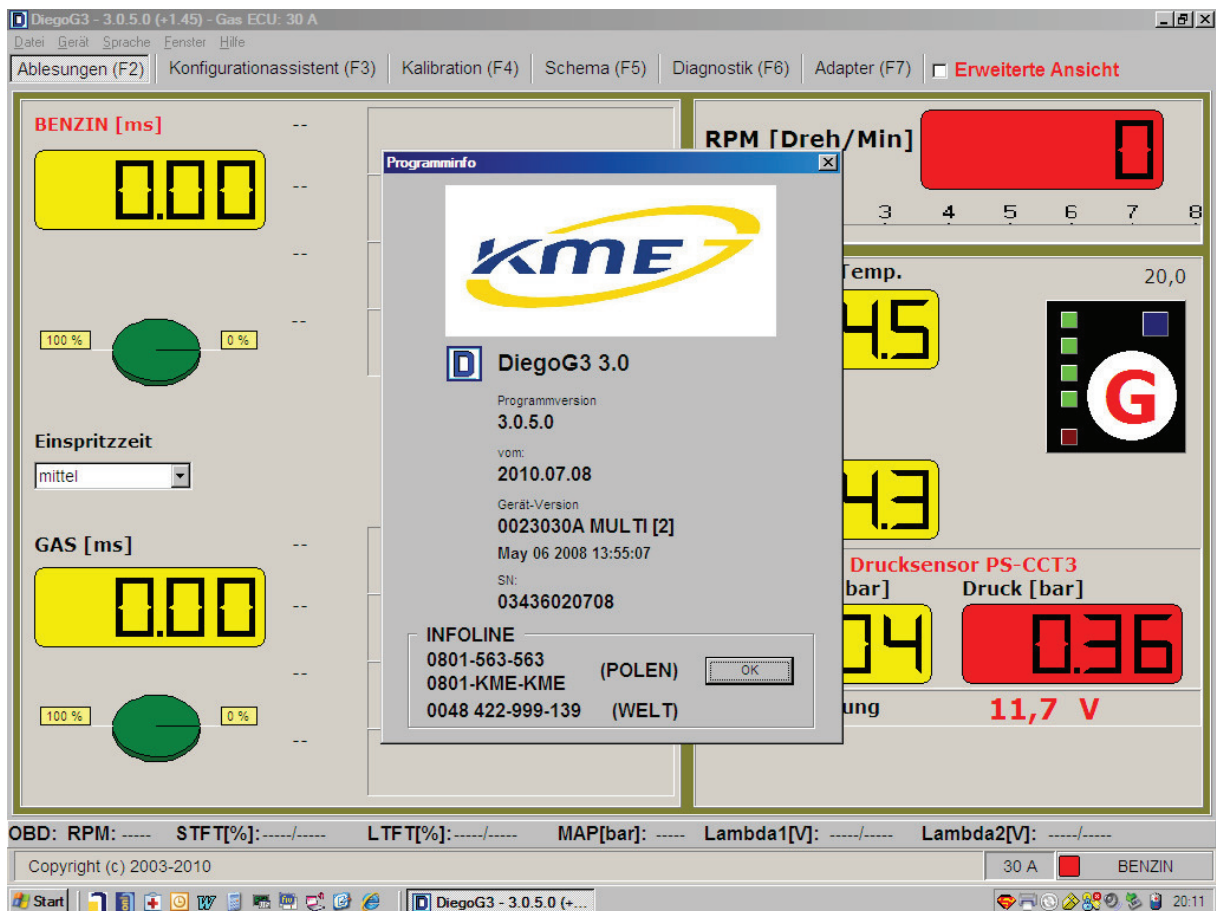 DiegoG3 - 3.0.5.0 (+1.45) - Gas ECU: 30 A
Datei Gerät Sprache Fenster Hilfe
Ablesungen (F2) Konfigurationassistent (F3) Kalibration (F4) Schema (F5) Diagnostik (F6) Adapter (F7) Erweiterte Ansicht
BENZIN [ms]
--
0.00
--
--
--
100 %
0 %
Einspritzzeit
mittel
GAS [ms]
--
0.00
--
--
--
100 %
0 %
Programminfo
KME
DiegoG3 3.0
Programmversion
3.0.5.0
vom:
2010.07.08
Gerät-Version
0023030A MULTI [2]
May 06 2008 13:55:07
SN:
03436020708
INFOLINE
0801-563-563
(POLEN)
0801-KME-KME
0048 422-999-139 (WELT)
OK
RPM [Dreh/Min]
0
3 4 5 6 7 8
Temp.
20,0
4.5
G
4.3
Drucksensor PS-CCT3
bar] Druck [bar]
04 0.36
ung 11,7 V
OBD: RPM: ----- STFT[%]:-----/----- LTFT[%]:-----/----- MAP[bar]: ----- Lambda1[V]: -----/----- Lambda2[V]: -----/-----
Copyright (c) 2003-2010
30 A
BENZIN
Start
DiegoG3 - 3.0.5.0 (+...
20:11